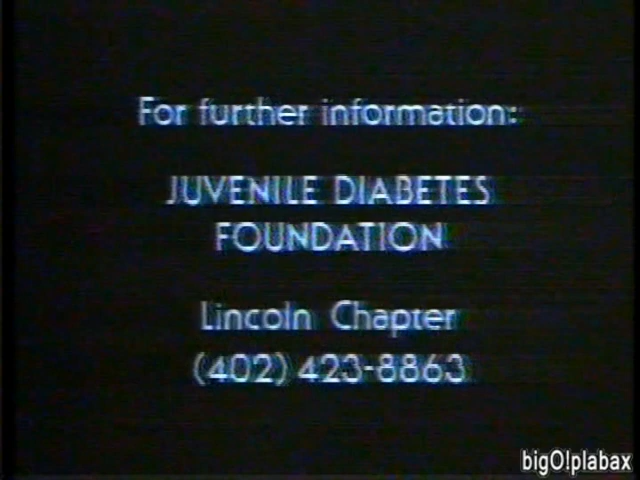 For further information:
JUVENILE DIABETES
FOUNDATION
Lincoln Chapter
(402) 423-8863
bigO!plabax